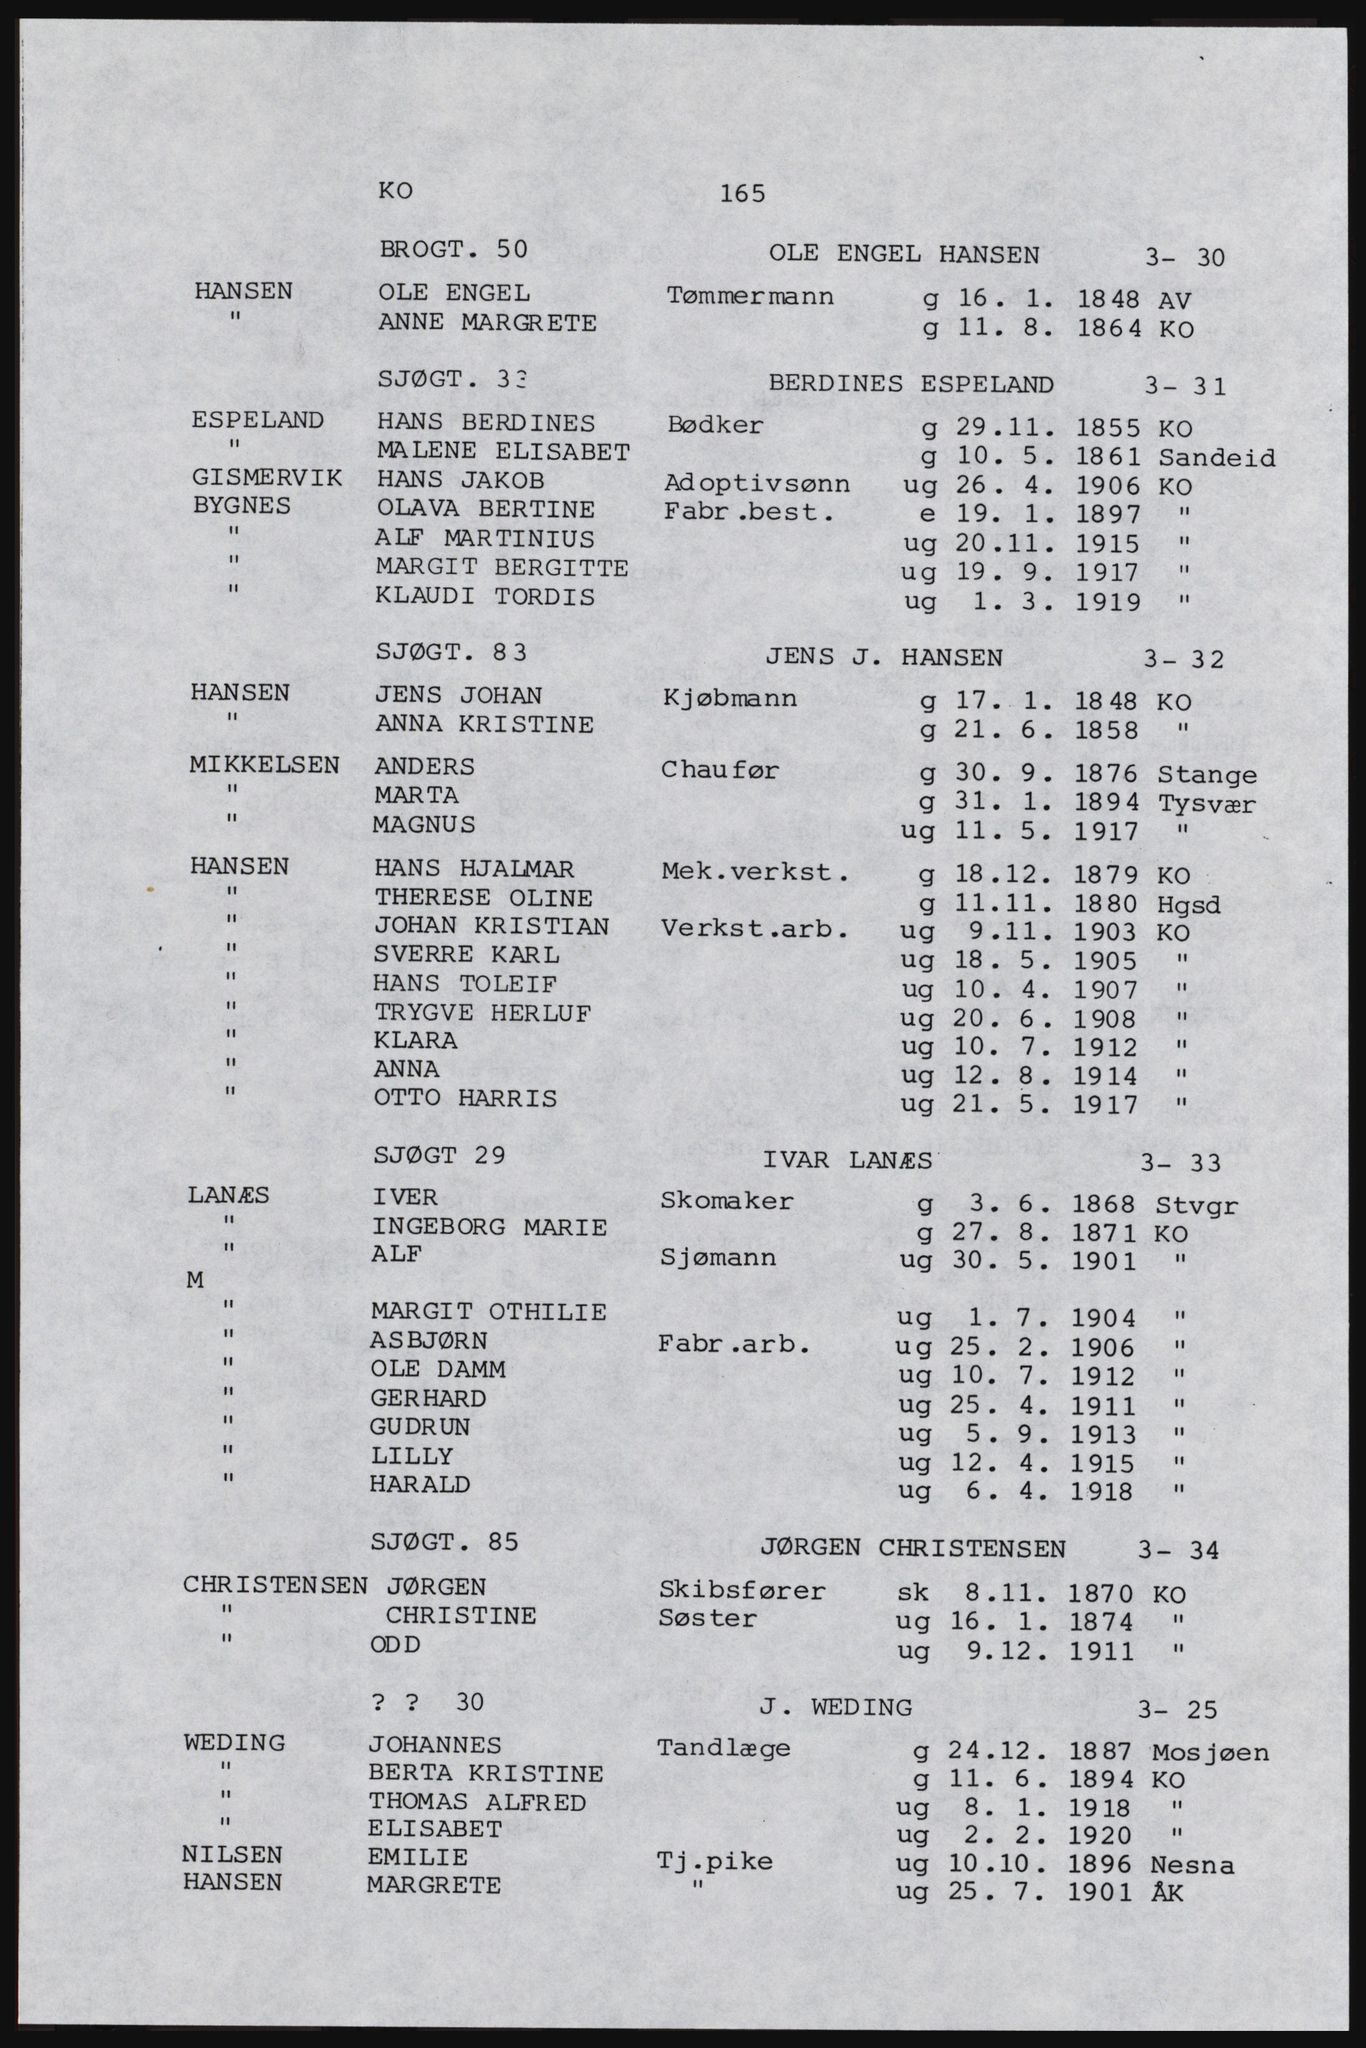 KO 165
BROGT. 50 OLE ENGEL HANSEN 3- 30
HANSEN OLE ENGEL Tømmermann g 16. 1. 1848 AV
" ANNE MARGRETE g 11. 8. 1864 KO
SJØGT. 33 BERDINES ESPELAND 3- 31
ESPELAND HANS BERDINES Bødker g 29.11. 1855 KO
" MALENE ELISABET g 10. 5. 1861 Sandeid
GISMERVIK HANS JAKOB Adoptivsønn ug 26. 4. 1906 KO
BYGNES OLAVA BERTINE Fabr.best. e 19. 1. 1897 "
" ALF MARTINIUS ug 20.11. 1915 "
" MARGIT BERGITTE ug 19. 9. 1917 "
" KLAUDI TORDIS ug 1. 3. 1919 "
SJØGT. 83 JENS J. HANSEN 3- 32
HANSEN JENS JOHAN Kjøbmann g 17. 1. 1848 KO
" ANNA KRISTINE g 21. 6. 1858 "
MIKKELSEN ANDERS Chaufør g 30. 9. 1876 Stange
" MARTA g 31. 1. 1894 Tysvær
" MAGNUS ug 11. 5. 1917 "
HANSEN HANS HJALMAR Mek.verkst. g 18.12. 1879 KO
" THERESE OLINE g 11.11. 1880 Hgsd
" JOHAN KRISTIAN Verkst.arb. ug 9.11. 1903 KO
" SVERRE KARL ug 18. 5. 1905 "
" HANS TOLEIF ug 10. 4. 1907 "
" TRYGVE HERLUF ug 20. 6. 1908 "
" KLARA ug 10. 7. 1912 "
" ANNA ug 12. 8. 1914 "
" OTTO HARRIS ug 21. 5. 1917 "
SJØGT 29 IVAR LANÆS 3- 33
LANÆS IVER Skomaker g 3. 6. 1868 Stvgr
" INGEBORG MARIE g 27. 8. 1871 KO
" ALF Sjømann ug 30. 5. 1901 "
M
" MARGIT OTHILIE ug 1. 7. 1904 "
" ASBJØRN Fabr.arb. ug 25. 2. 1906 "
" OLE DAMM ug 10. 7. 1912 "
" GERHARD ug 25. 4. 1911 "
" GUDRUN ug 5. 9. 1913 "
" LILLY ug 12. 4. 1915 "
" HARALD ug 6. 4. 1918 "
SJØGT. 85 JØRGEN CHRISTENSEN 3- 34
CHRISTENSEN JØRGEN Skibsfører sk 8.11. 1870 KO
" CHRISTINE Søster ug 16. 1. 1874 "
" ODD ug 9.12. 1911 "
? ? 30 J. WEDING 3- 25
WEDING JOHANNES Tandlæge g 24.12. 1887 Mosjøen
" BERTA KRISTINE g 11. 6. 1894 KO
" THOMAS ALFRED ug 8. 1. 1918 "
" ELISABET ug 2. 2. 1920 "
NILSEN EMILIE Tj.pike ug 10.10. 1896 Nesna
HANSEN MARGRETE " ug 25. 7. 1901 ÅK